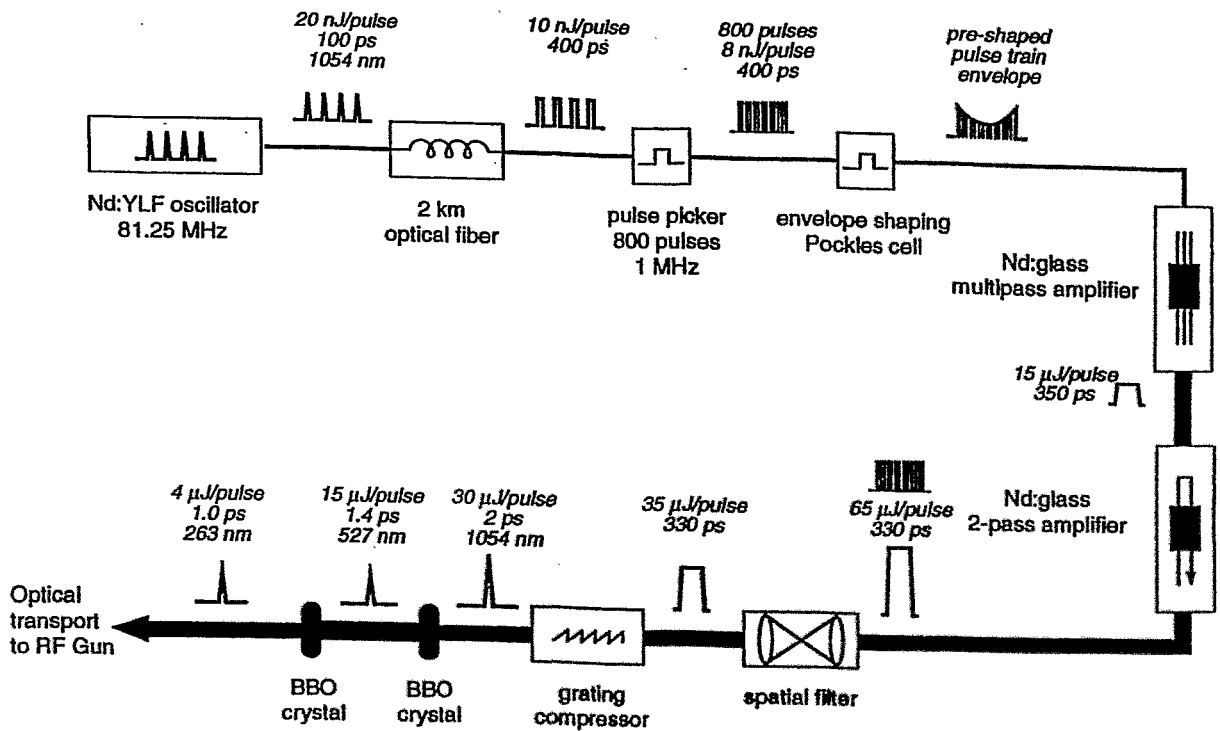 20 nJ/pulse
100 ps
1054 nm
10 nJ/pulse
400 ps
800 pulses
8 nJ/pulse
400 ps
pre-shaped
pulse train
envelope
Nd:YLF oscillator
81.25 MHz
2 km
optical fiber
pulse picker
800 pulses
1 MHz
envelope shaping
Pockles cell
Nd:glass
multipass amplifier
15 µJ/pulse
350 ps
Nd:glass
2-pass amplifier
4 µJ/pulse
1.0 ps
263 nm
15 µJ/pulse
1.4 ps
527 nm
30 µJ/pulse
2 ps
1054 nm
35 µJ/pulse
330 ps
65 µJ/pulse
330 ps
Optical
transport
to RF Gun
BBO
crystal
BBO
crystal
grating
compressor
spatial filter